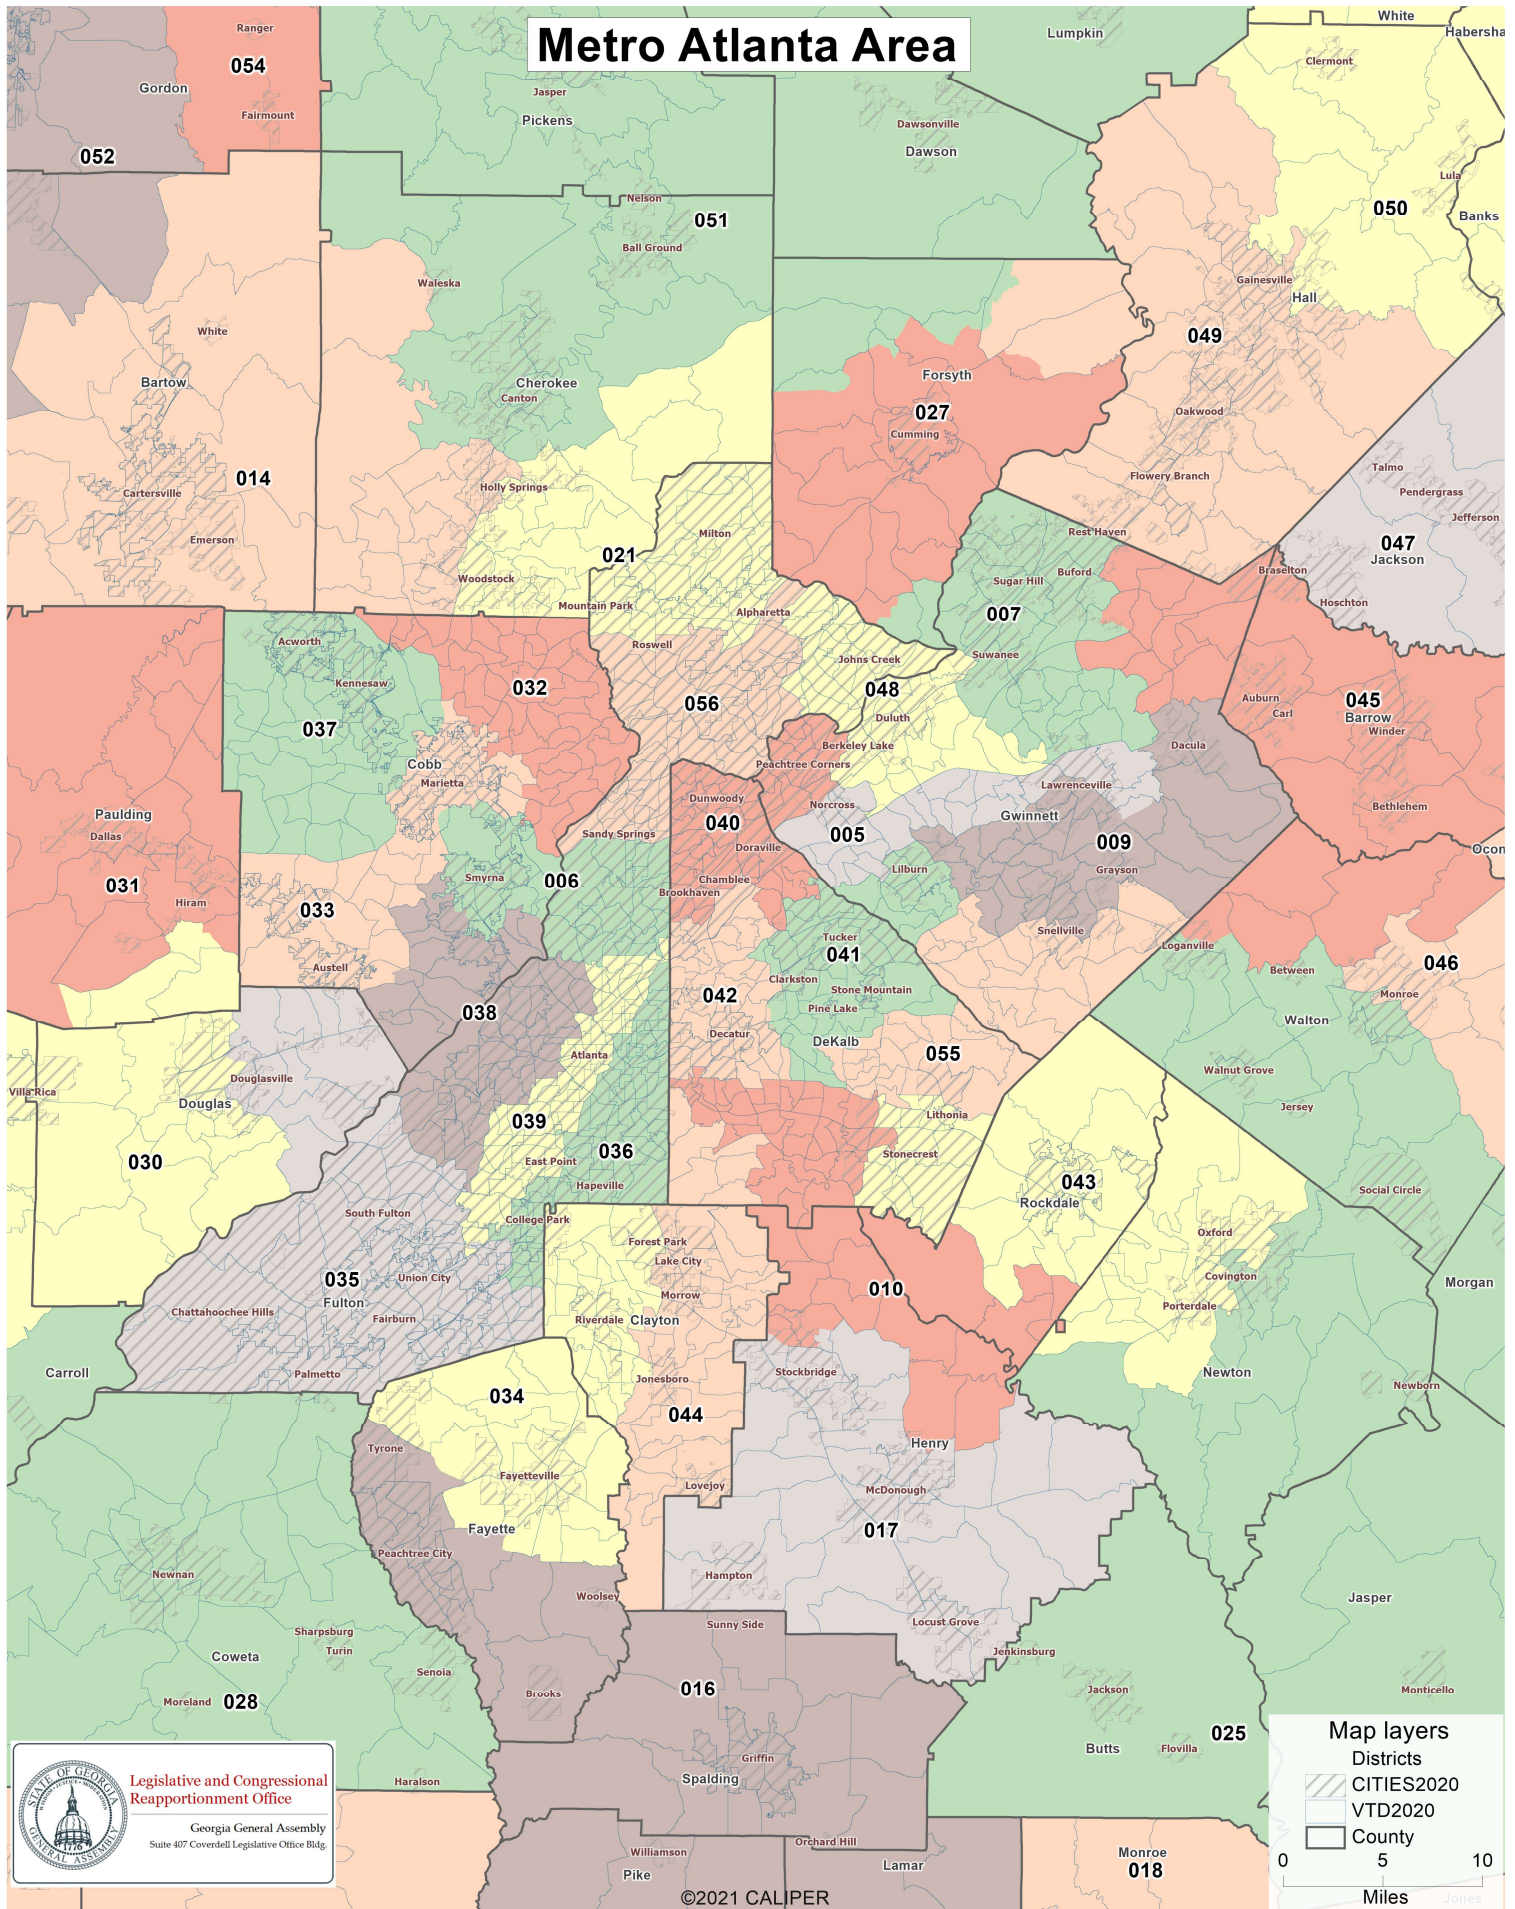 Metro Atlanta Area
White
Habersha
Lumpkin
Ranger
054
Gordon
Fairmount
052
Jasper
Pickens
Dawsonville
Dawson
Clermont
Lula
050
Banks
Nelson
051
Ball Ground
Waleska
Gainesville
Hall
049
White
Bartow
Cherokee
Canton
Forsyth
027
Cumming
Oakwood
014
Cartersville
Emerson
Holly Springs
Flowery Branch
Talmo
Pendergrass
Jefferson
047
Jackson
Milton
021
Woodstock
Mountain Park
Alpharetta
Rest Haven
Buford
Sugar Hill
007
Braselton
Hoschton
Acworth
Kennesaw
032
037
Roswell
056
Johns Creek
048
Duluth
Suwanee
Auburn
Carl
045
Barrow
Winder
Cobb
Marietta
Berkeley Lake
Peachtree Corners
Dacula
Lawrenceville
Paulding
Dallas
031
Hiram
Dunwoody
040
Norcross
005
Gwinnett
009
Bethlehem
Sandy Springs
Doraville
Ocon
Smyrna
006
Chamblee
Brookhaven
Lilburn
Grayson
033
Austell
Tucker
041
Snellville
Loganville
Between
046
Monroe
038
042
Clarkston
Stone Mountain
Pine Lake
Decatur
DeKalb
Walton
Atlanta
055
Villa Rica
Douglasville
Douglas
Walnut Grove
Jersey
030
039
036
East Point
Hapeville
Lithonia
Stonecrest
043
Rockdale
Social Circle
South Fulton
College Park
Forest Park
Lake City
Oxford
035
Union City
Fulton
Chattahoochee Hills
Fairburn
Morrow
Riverdale
Clayton
010
Covington
Porterdale
Morgan
Carroll
Palmetto
Jonesboro
Stockbridge
Newton
Newborn
034
044
Tyrone
Fayetteville
Lovejoy
Henry
McDonough
Fayette
017
Peachtree City
Newnan
Woolsey
Hampton
Jasper
Sunny Side
Locust Grove
Sharpsburg
Turin
Coweta
Senoia
Jenkinsburg
Moreland
028
Brooks
016
Jackson
Monticello
Butts
Flovilla
025
Griffin
Spalding
Haralson
Orchard Hill
Williamson
Pike
Lamar
Monroe
018
Jones
©2021 CALIPER
STATE OF GEORGIA
GENERAL ASSEMBLY
1776
Legislative and Congressional
Reapportionment Office
Georgia General Assembly
Suite 407 Coverdell Legislative Office Bldg.
Map layers
Districts
CITIES2020
VTD2020
County
0 5 10
Miles